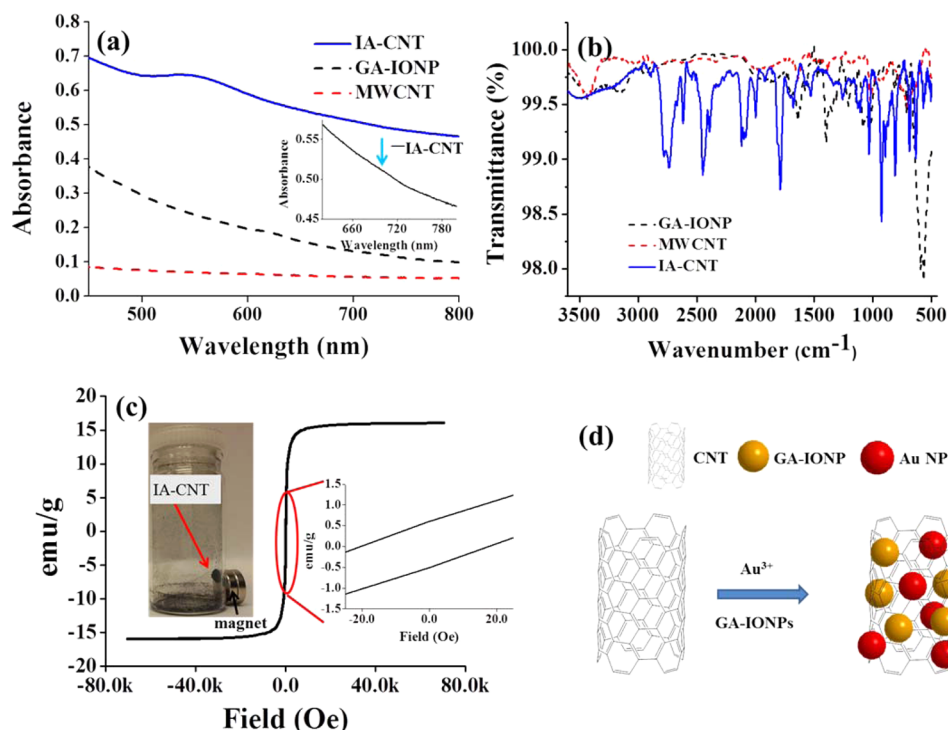 (a)
IA-CNT
GA-IONP
MWCNT
0.8
0.7
0.6
0.5
0.4
0.3
0.2
0.1
0.0
Absorbance
500 600 700 800
Wavelength (nm)
IA-CNT
0.55
0.50
0.45
Absorbance
660 720 780
Wavelength (nm)
(b)
100.0
99.5
99.0
98.5
98.0
Transmittance (%)
GA-IONP
MWCNT
IA-CNT
3500 3000 2500 2000 1500 1000 500
Wavenumber (cm-1)
(c)
20
15
10
5
0
-5
-10
-15
-20
emu/g
IA-CNT
magnet
1.5
1.0
0.5
0.0
-0.5
-1.0
-1.5
emu/g
-20.0 0.0 20.0
Field (Oe)
-80.0k -40.0k 0.0 40.0k 80.0k
Field (Oe)
(d)
CNT GA-IONP Au NP
Au3+
GA-IONPs